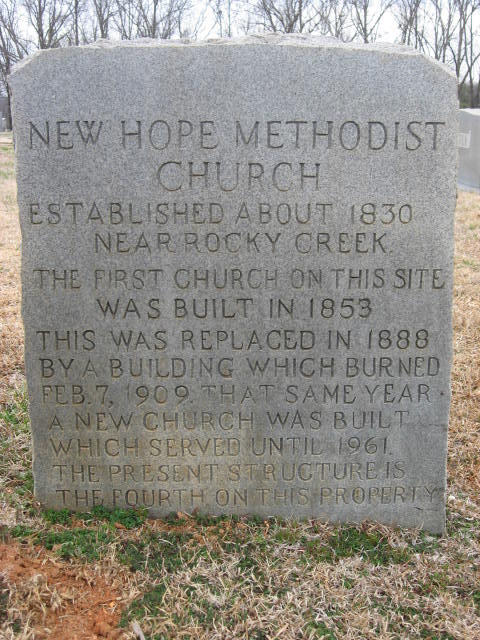 NEW HOPE METHODIST
CHURCH
ESTABLISHED ABOUT 1830
NEAR ROCKY CREEK.
THE FIRST CHURCH ON THIS SITE
WAS BUILT IN 1853
THIS WAS REPLACED IN 1888
BY A BUILDING WHICH BURNED
FEB. 7, 1909. THAT SAME YEAR
A NEW CHURCH WAS BUILT
WHICH SERVED UNTIL 1961.
THE PRESENT STRUCTURE IS
THE FOURTH ON THIS PROPERTY